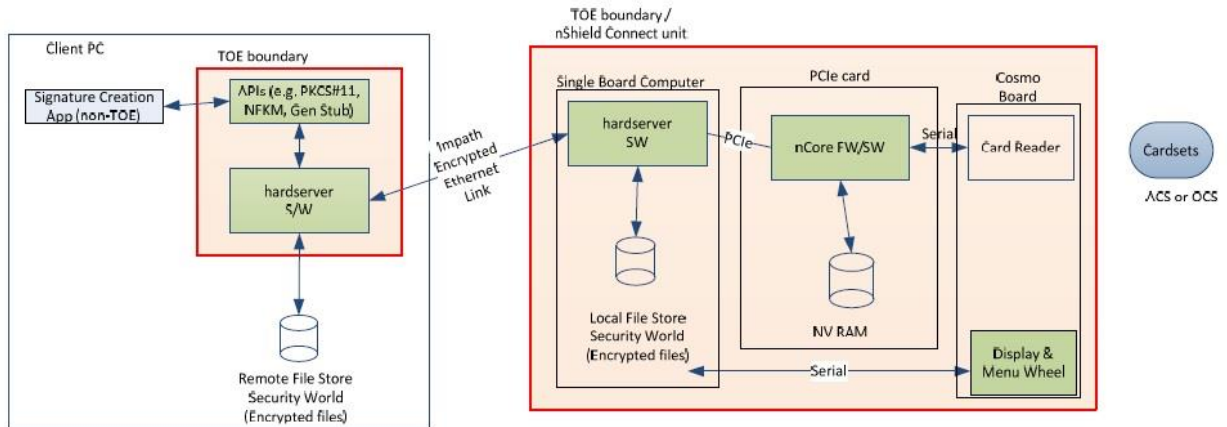 Client PC
TOE boundary
Signature Creation
App (non-TOE)
APIs (e.g. PKCS#11,
NFKM, Gen Stub)
hardserver
S/W
Remote File Store
Security World
(Encrypted files)
Impath
Encrypted
Ethernet
Link
TOE boundary /
nShield Connect unit
Single Board Computer
hardserver
SW
Local File Store
Security World
(Encrypted files)
PCIe
PCIe card
nCore FW/SW
NV RAM
Serial
Cosmo
Board
Card Reader
Serial
Display &
Menu Wheel
Cardsets
ACS or OCS